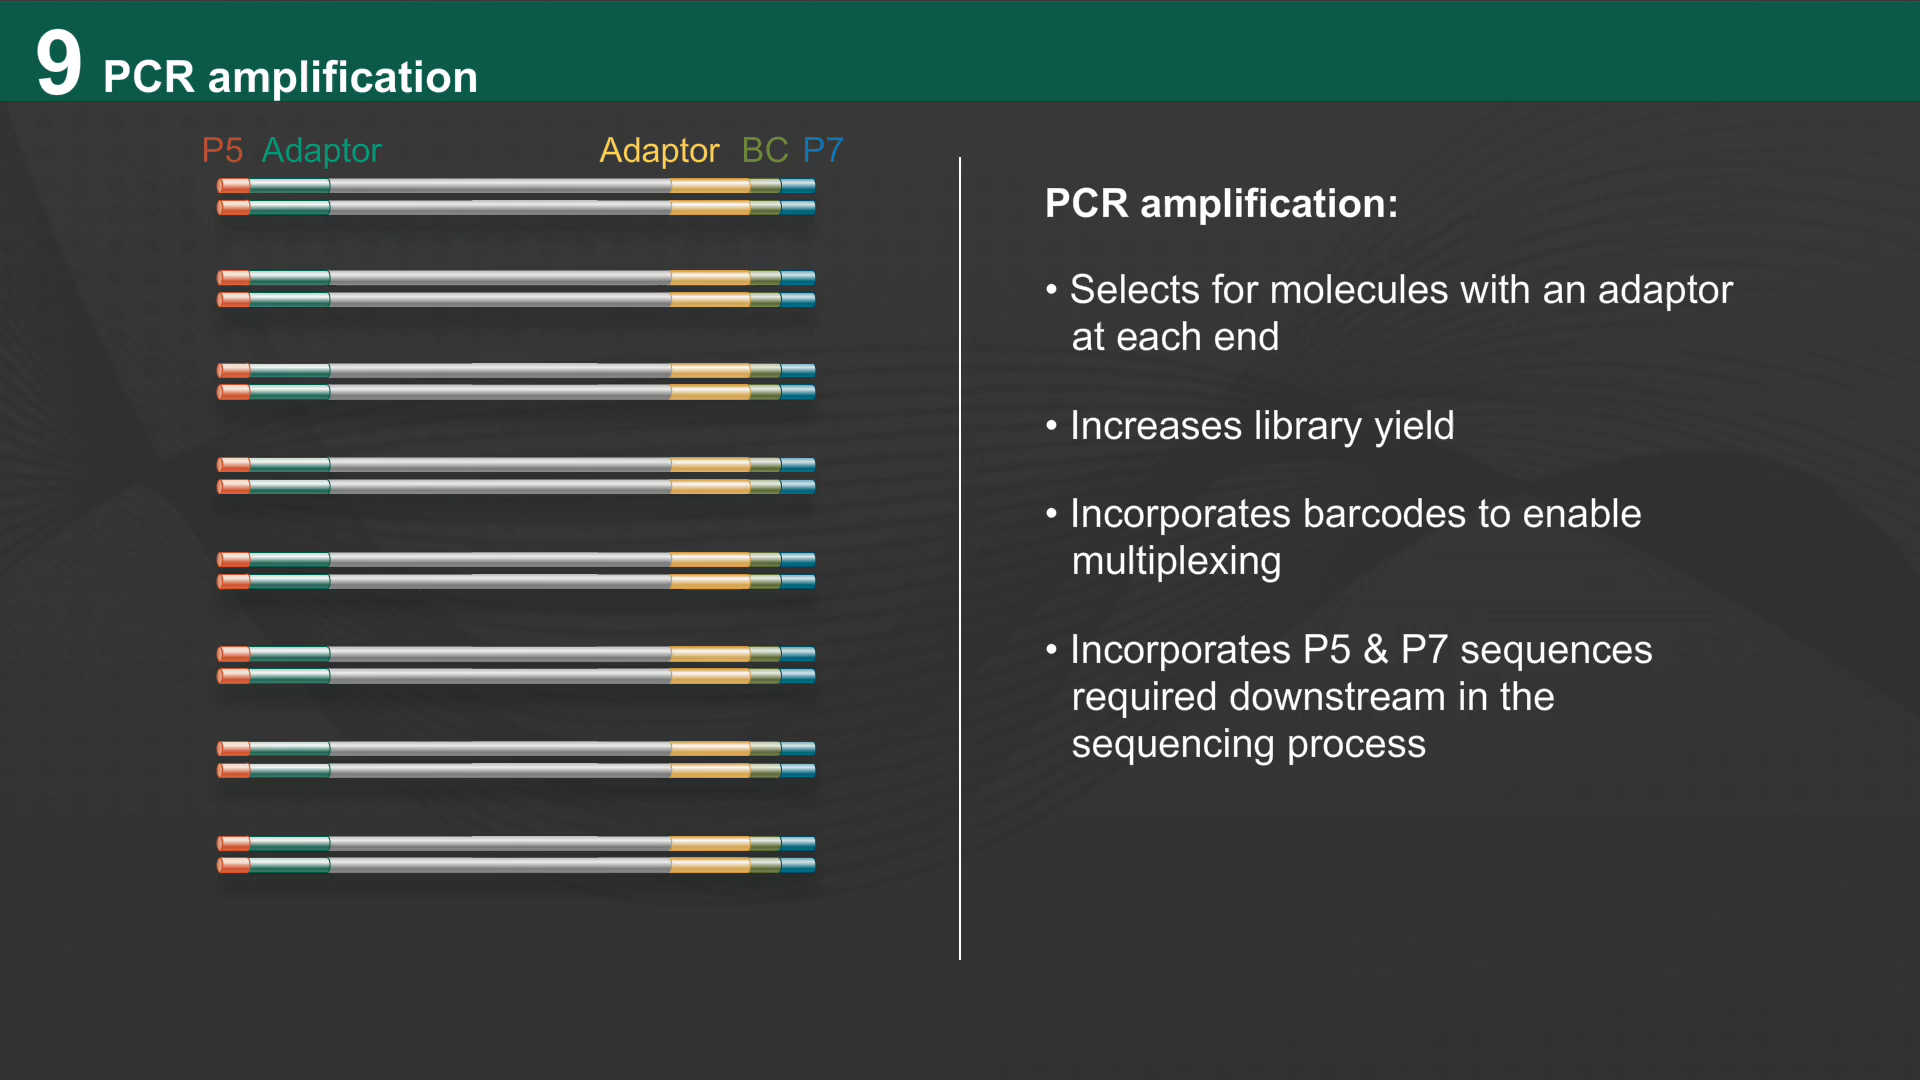 9 PCR amplification
P5 Adaptor Adaptor BC P7
PCR amplification:
• Selects for molecules with an adaptor
at each end
• Increases library yield
• Incorporates barcodes to enable
multiplexing
• Incorporates P5 & P7 sequences
required downstream in the
sequencing process